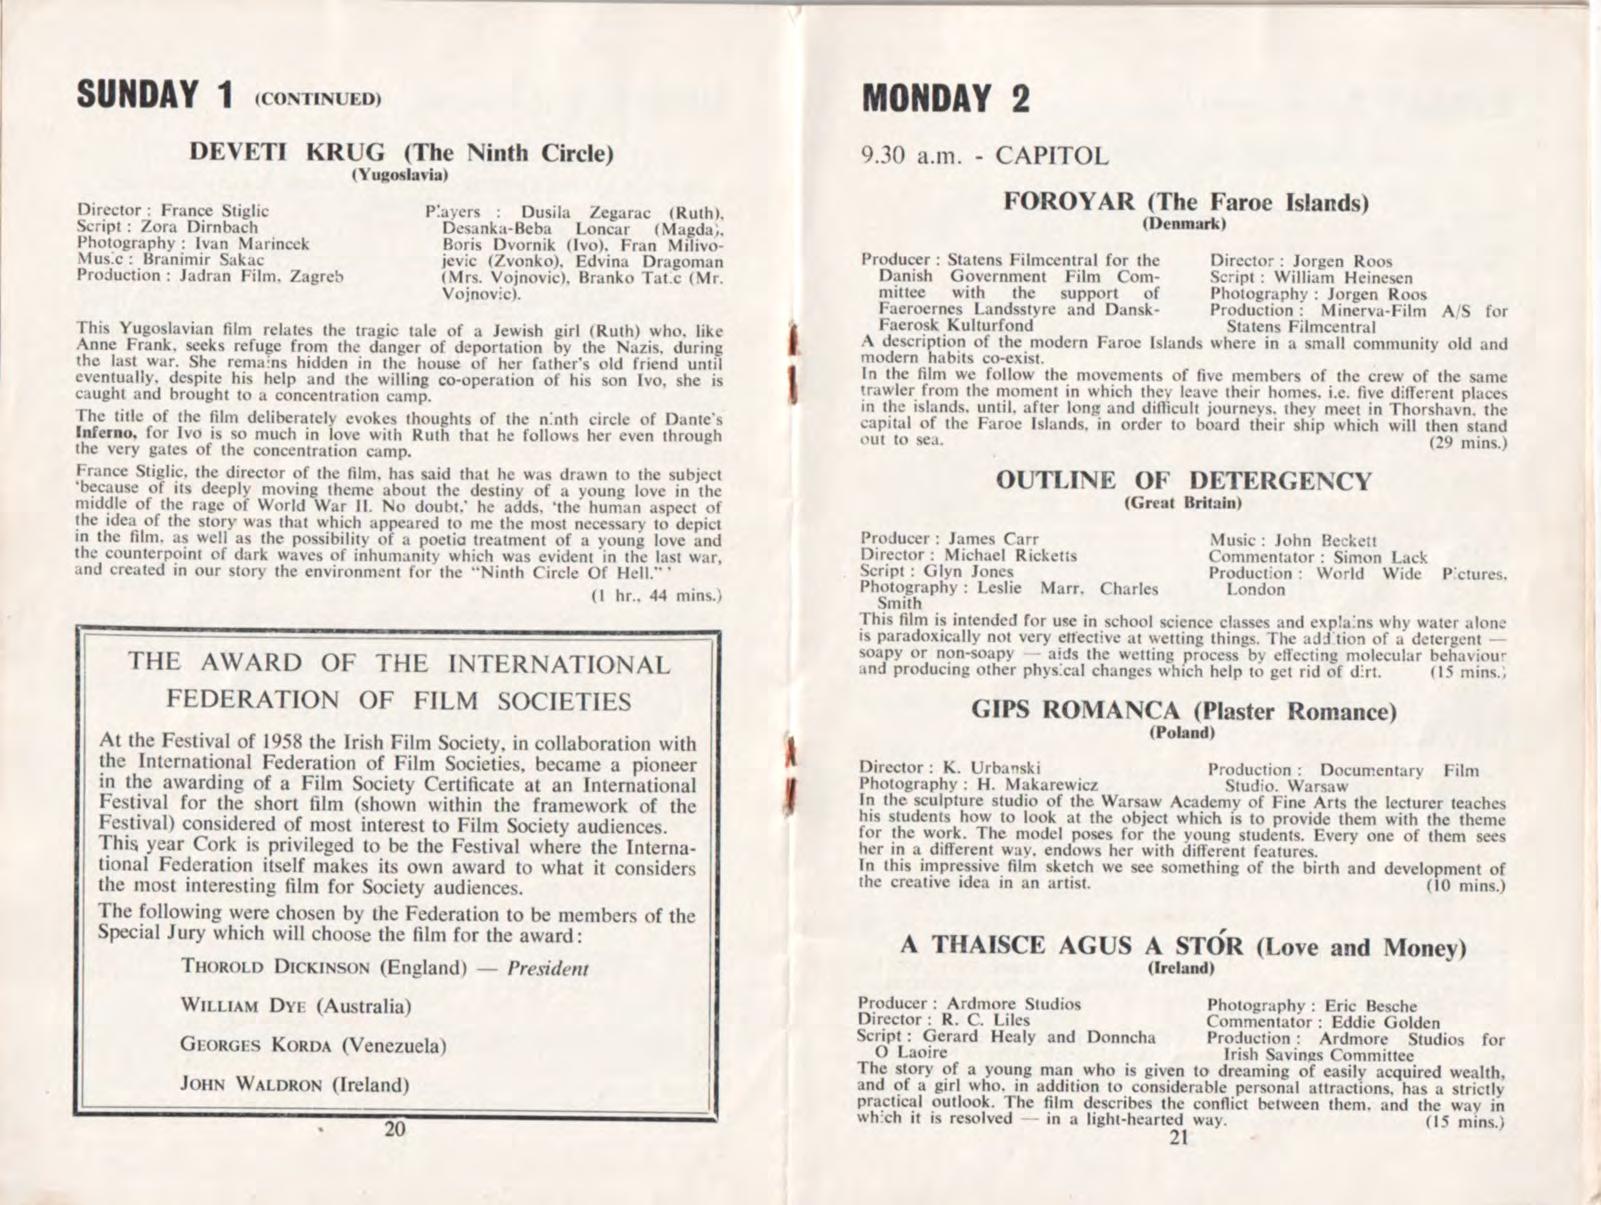 SUNDAY 1 (CONTINUED)
DEVETI KRUG (The Ninth Circle)
(Yugoslavia)
Director : France Stiglic
Script : Zora Dirnbach
Photography : Ivan Marincek
Music : Branimir Sakac
Production : Jadran Film, Zagreb
Players : Dusila Zegarac (Ruth),
Desanka-Beba Loncar (Magda),
Boris Dvornik (Ivo), Fran Milivo-
jevic (Zvonko), Edvina Dragoman
(Mrs. Vojnovic), Branko Tatic (Mr.
Vojnovic).
This Yugoslavian film relates the tragic tale of a Jewish girl (Ruth) who, like
Anne Frank, seeks refuge from the danger of deportation by the Nazis, during
the last war. She remains hidden in the house of her father's old friend until
eventually, despite his help and the willing co-operation of his son Ivo, she is
caught and brought to a concentration camp.
The title of the film deliberately evokes thoughts of the ninth circle of Dante's
Inferno, for Ivo is so much in love with Ruth that he follows her even through
the very gates of the concentration camp.
France Stiglic, the director of the film, has said that he was drawn to the subject
'because of its deeply moving theme about the destiny of a young love in the
middle of the rage of World War II. No doubt,' he adds, 'the human aspect of
the idea of the story was that which appeared to me the most necessary to depict
in the film, as well as the possibility of a poetic treatment of a young love and
the counterpoint of dark waves of inhumanity which was evident in the last war,
and created in our story the environment for the "Ninth Circle Of Hell." '
(1 hr., 44 mins.)
THE AWARD OF THE INTERNATIONAL
FEDERATION OF FILM SOCIETIES
At the Festival of 1958 the Irish Film Society, in collaboration with
the International Federation of Film Societies, became a pioneer
in the awarding of a Film Society Certificate at an International
Festival for the short film (shown within the framework of the
Festival) considered of most interest to Film Society audiences.
This year Cork is privileged to be the Festival where the Interna-
tional Federation itself makes its own award to what it considers
the most interesting film for Society audiences.
The following were chosen by the Federation to be members of the
Special Jury which will choose the film for the award :
THOROLD DICKINSON (England) — President
WILLIAM DYE (Australia)
GEORGES KORDA (Venezuela)
JOHN WALDRON (Ireland)
20
MONDAY 2
9.30 a.m. - CAPITOL
FOROYAR (The Faroe Islands)
(Denmark)
Producer : Statens Filmcentral for the
Danish Government Film Com-
mittee with the support of
Faeroernes Landsstyre and Dansk-
Faerosk Kulturfond
Director : Jorgen Roos
Script : William Heinesen
Photography : Jorgen Roos
Production : Minerva-Film A/S for
Statens Filmcentral
A description of the modern Faroe Islands where in a small community old and
modern habits co-exist.
In the film we follow the movements of five members of the crew of the same
trawler from the moment in which they leave their homes, i.e. five different places
in the islands, until, after long and difficult journeys, they meet in Thorshavn, the
capital of the Faroe Islands, in order to board their ship which will then stand
out to sea. (29 mins.)
OUTLINE OF DETERGENCY
(Great Britain)
Producer : James Carr
Director : Michael Ricketts
Script : Glyn Jones
Photography : Leslie Marr, Charles
Smith
Music : John Beckett
Commentator : Simon Lack
Production : World Wide Pictures,
London
This film is intended for use in school science classes and explains why water alone
is paradoxically not very effective at wetting things. The addition of a detergent —
soapy or non-soapy — aids the wetting process by effecting molecular behaviour
and producing other physical changes which help to get rid of dirt. (15 mins.)
GIPS ROMANCA (Plaster Romance)
(Poland)
Director : K. Urbanski
Photography : H. Makarewicz
Production : Documentary Film
Studio, Warsaw
In the sculpture studio of the Warsaw Academy of Fine Arts the lecturer teaches
his students how to look at the object which is to provide them with the theme
for the work. The model poses for the young students. Every one of them sees
her in a different way, endows her with different features.
In this impressive film sketch we see something of the birth and development of
the creative idea in an artist. (10 mins.)
A THAISCE AGUS A STÓR (Love and Money)
(Ireland)
Producer : Ardmore Studios
Director : R. C. Liles
Script : Gerard Healy and Donncha
O Laoire
Photography : Eric Besche
Commentator : Eddie Golden
Production : Ardmore Studios for
Irish Savings Committee
The story of a young man who is given to dreaming of easily acquired wealth,
and of a girl who, in addition to considerable personal attractions, has a strictly
practical outlook. The film describes the conflict between them, and the way in
which it is resolved — in a light-hearted way. (15 mins.)
21